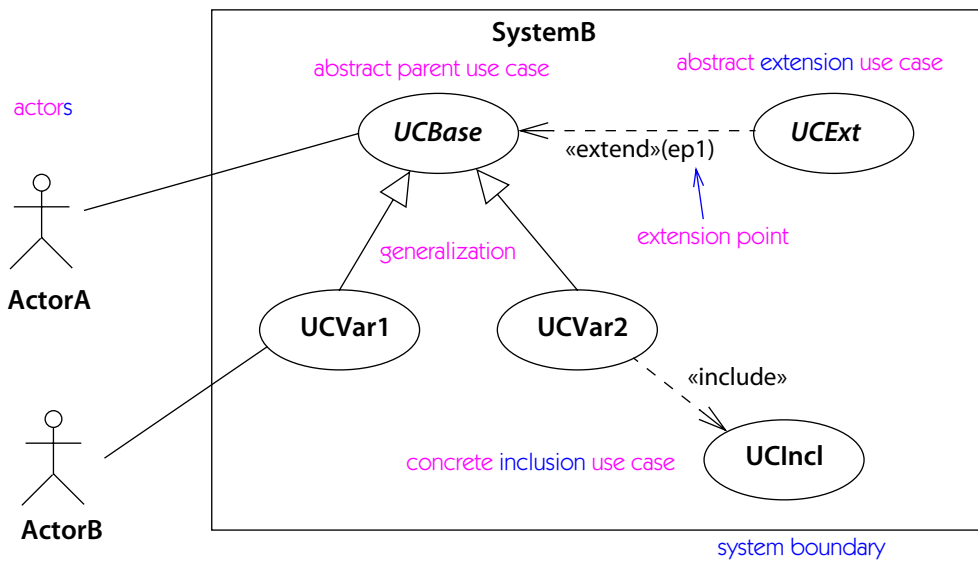 SystemB
abstract parent use case
abstract extension use case
actors
UCBase
UCExt
«extend»(ep1)
extension point
generalization
ActorA
UCVar1
UCVar2
«include»
concrete inclusion use case
UCIncl
ActorB
system boundary